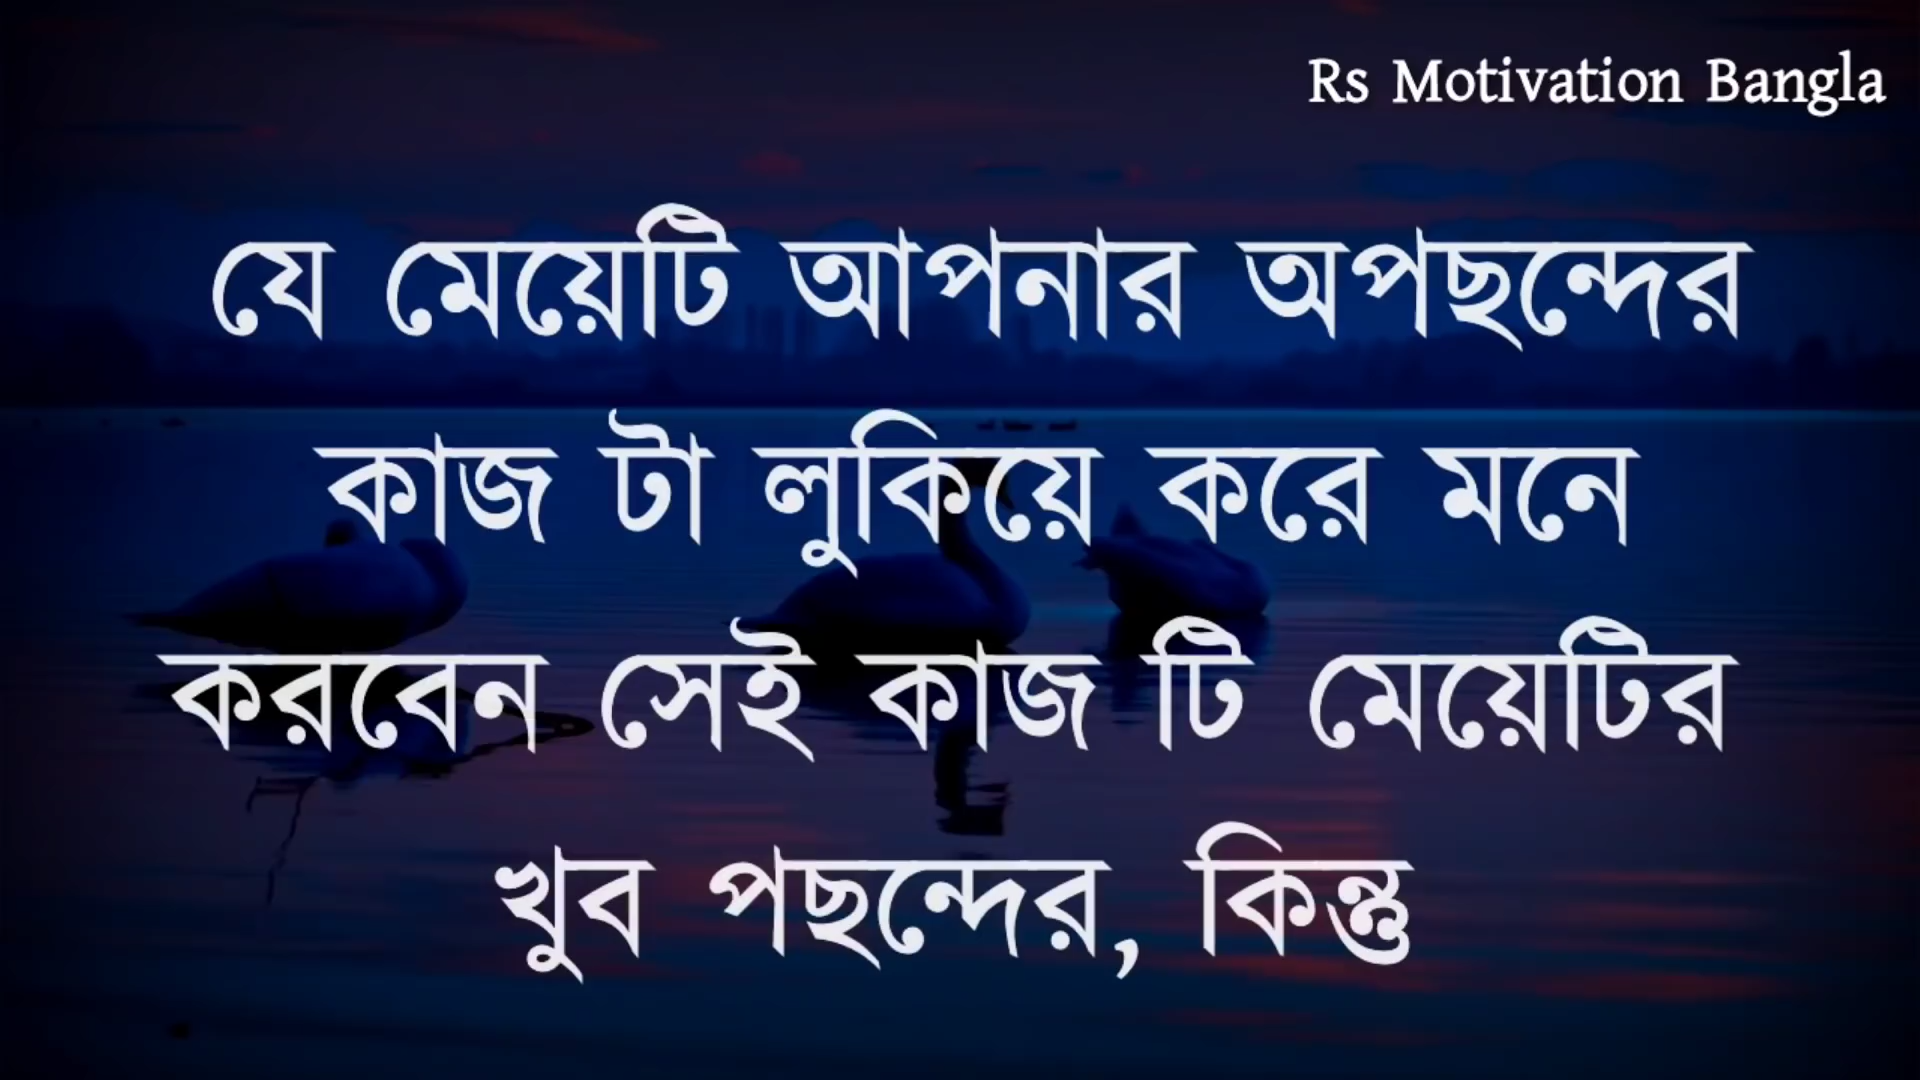 Rs Motivation Bangla
যে মেয়েটি আপনার অপছন্দের
কাজ টা লুকিয়ে করে মনে
করবেন সেই কাজ টি মেয়েটির
খুব পছন্দের, কিন্তু